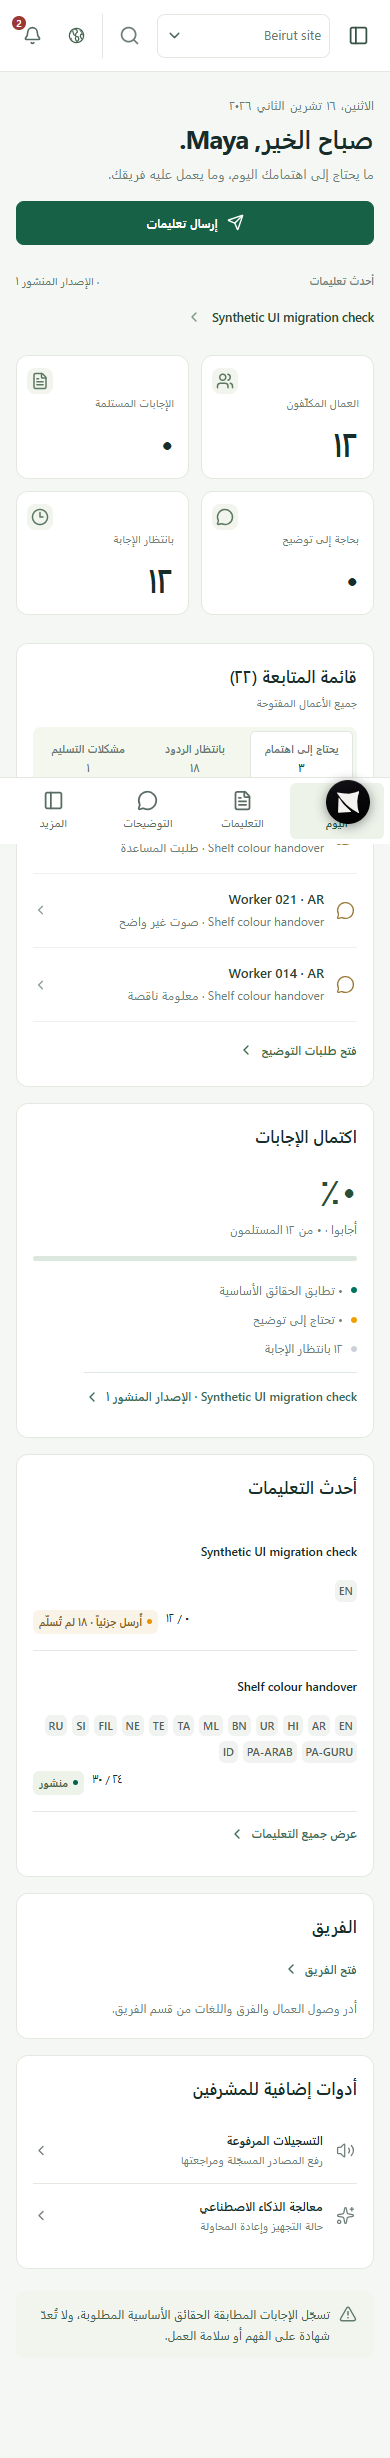 2
Beirut site
الاثنين، ١٦ تشرين الثاني ٢٠٢٦
صباح الخير, Maya.
ما يحتاج إلى اهتمامك اليوم، وما يعمل عليه فريقك.
إرسال تعليمات
أحدث تعليمات
· الإصدار المنشور ١
Synthetic UI migration check
العمال المكلّفون
١٢
الإجابات المستلمة
٠
بحاجة إلى توضيح
٠
بانتظار الإجابة
١٢
قائمة المتابعة (٢٢)
جميع الأعمال المفتوحة
يحتاج إلى اهتمام
٣
بانتظار الردود
١٨
مشكلات التسليم
١
اليوم
التعليمات
التوضيحات
المزيد
Shelf colour handover · طلبت المساعدة
Worker 021 · AR
Shelf colour handover · صوت غير واضح
Worker 014 · AR
Shelf colour handover · معلومة ناقصة
فتح طلبات التوضيح
اكتمال الإجابات
٠٪
أجابوا · ٠ من ١٢ المستلمون
٠ تطابق الحقائق الأساسية
٠ تحتاج إلى توضيح
١٢ بانتظار الإجابة
Synthetic UI migration check · الإصدار المنشور ١
أحدث التعليمات
Synthetic UI migration check
EN
٠ / ١٢
أُرسل جزئياً · ١٨ لم تُسلَّم
Shelf colour handover
EN AR HI UR BN ML TA TE NE FIL SI RU
PA-GURU PA-ARAB ID
٢٤ / ٣٠
منشور
عرض جميع التعليمات
الفريق
فتح الفريق
أدر وصول العمال والفرق واللغات من قسم الفريق.
أدوات إضافية للمشرفين
التسجيلات المرفوعة
رفع المصادر المسجّلة ومراجعتها
معالجة الذكاء الاصطناعي
حالة التجهيز وإعادة المحاولة
تسجّل الإجابات المطابقة الحقائق الأساسية المطلوبة، ولا تُعدّ
شهادة على الفهم أو سلامة العمل.